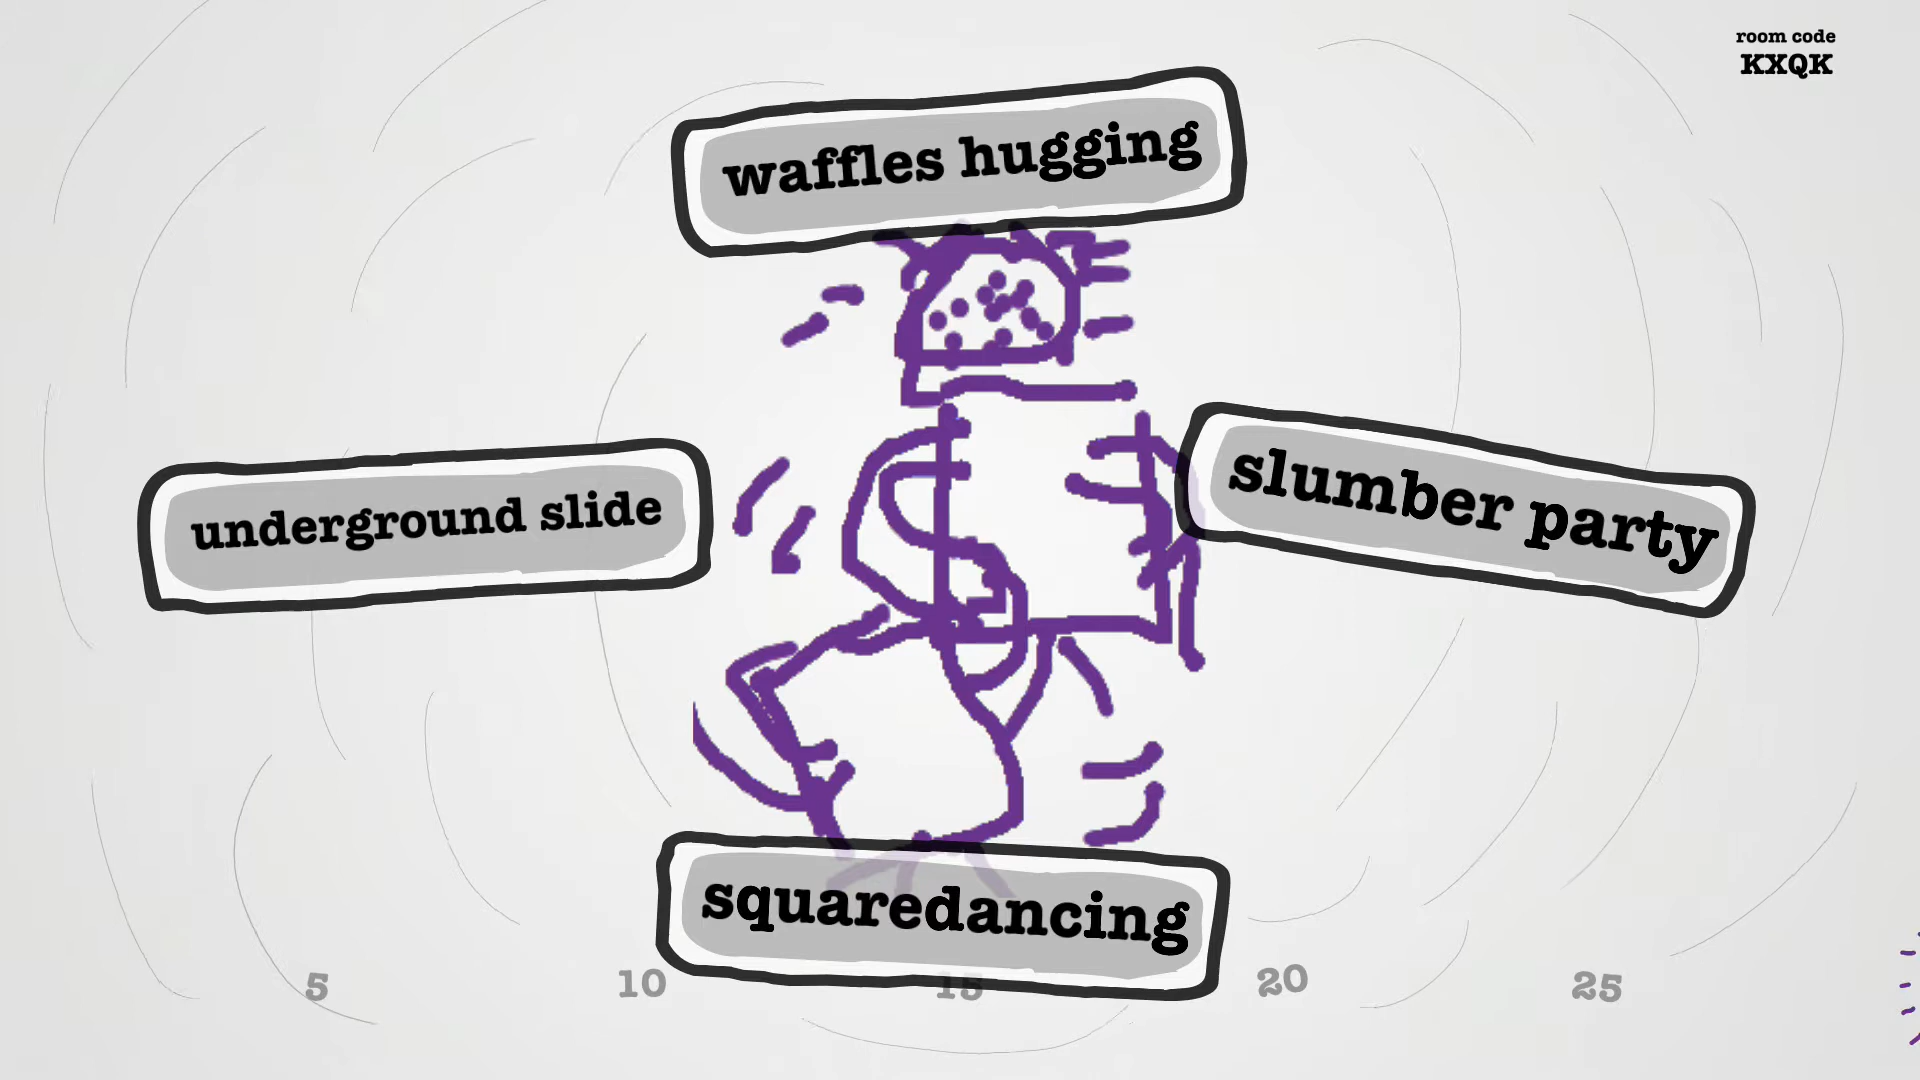 room code
KXQK
waffles hugging
underground slide
slumber party
squaredancing
5 10 15 20 25